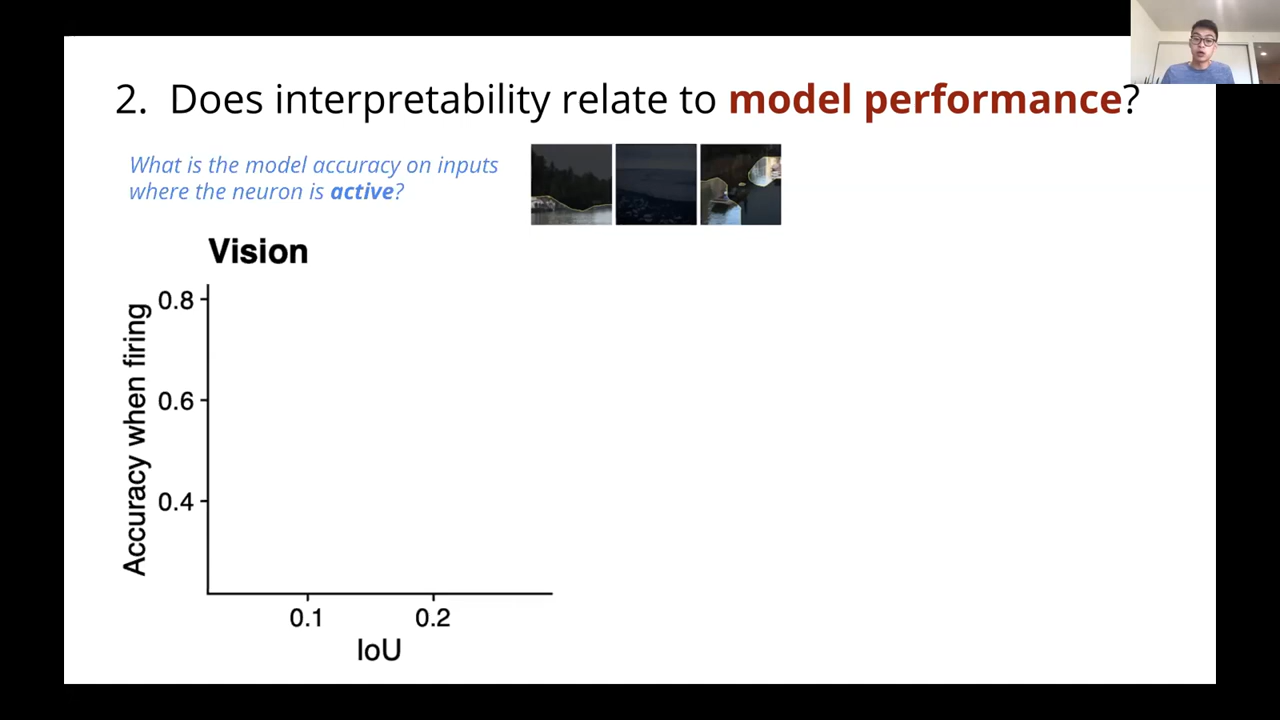 2. Does interpretability relate to model performance?
What is the model accuracy on inputs
where the neuron is active?
Vision
Accuracy when firing
0.8
0.6
0.4
0.1
0.2
IoU